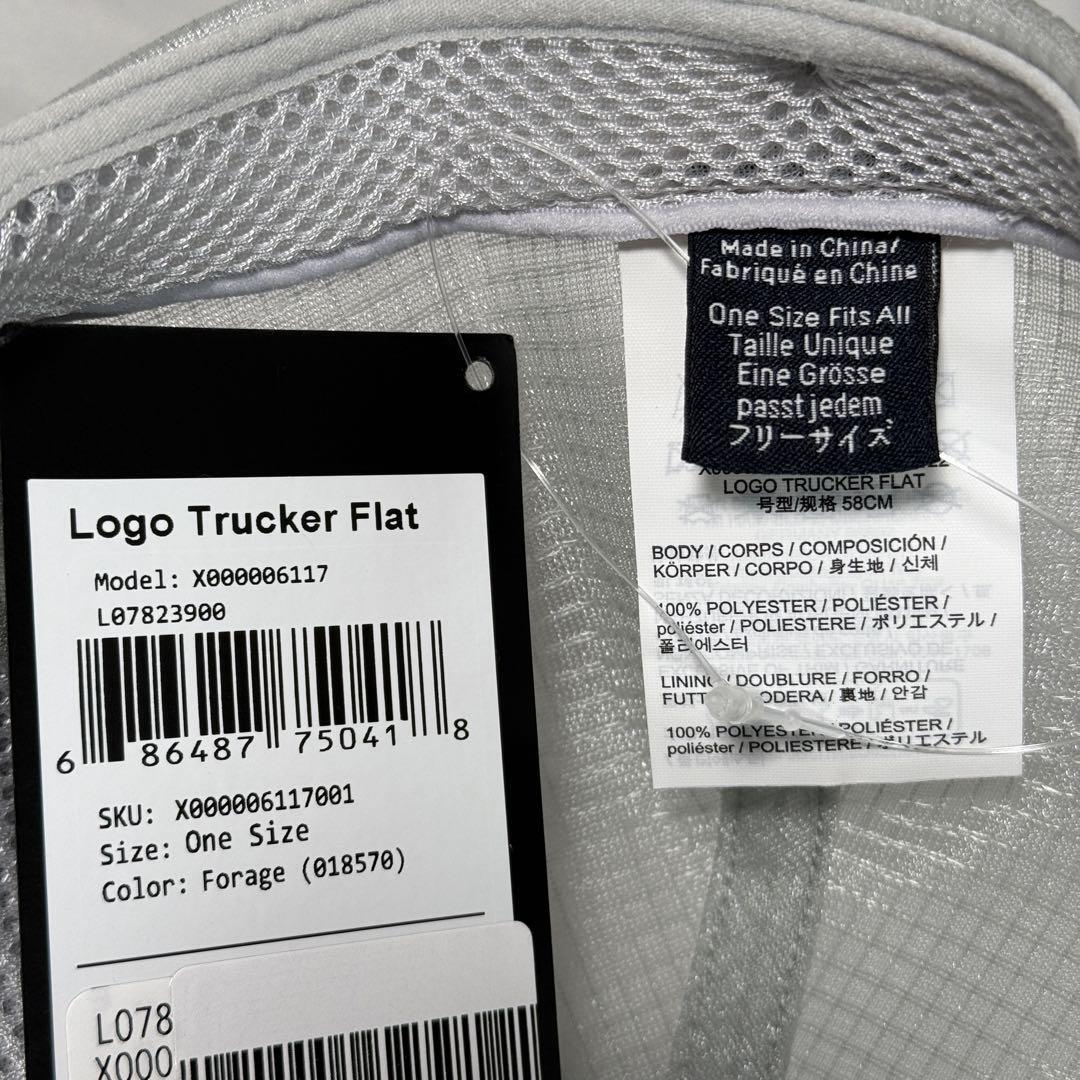 Made in China/
Fabriqué en Chine
One Size Fits All
Taille Unique
Eine Grösse
passt jedem
フリーサイズ
LOGO TRUCKER FLAT
号型/规格 58CM
BODY / CORPS / COMPOSICIÓN /
KÖRPER / CORPO / 身生地 / 신체
100% POLYESTER / POLIÉSTER /
poliéster / POLIESTERE / ポリエステル /
폴리에스터
LINING / DOUBLURE / FORRO /
/ 裏地 / 안감
100% POLYESTER / POLIÉSTER /
poliéster / POLIESTERE / ポリエステル
Logo Trucker Flat
Model: X000006117
L07823900
6 86487 75041 8
SKU: X000006117001
Size: One Size
Color: Forage (018570)
L078
X000